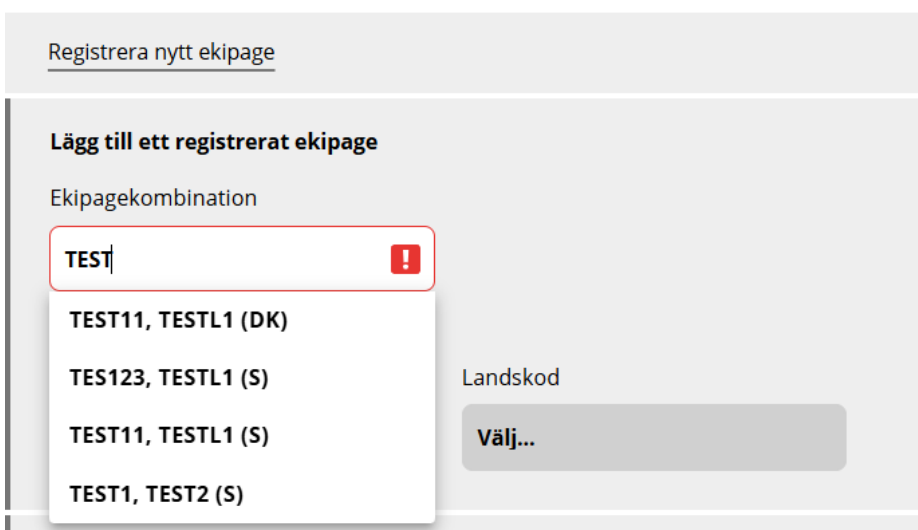 Registrera nytt ekipage
Lägg till ett registrerat ekipage
Ekipagekombination
TEST
TEST11, TESTL1 (DK)
TES123, TESTL1 (S)
TEST11, TESTL1 (S)
TEST1, TEST2 (S)
Landskod
Välj...